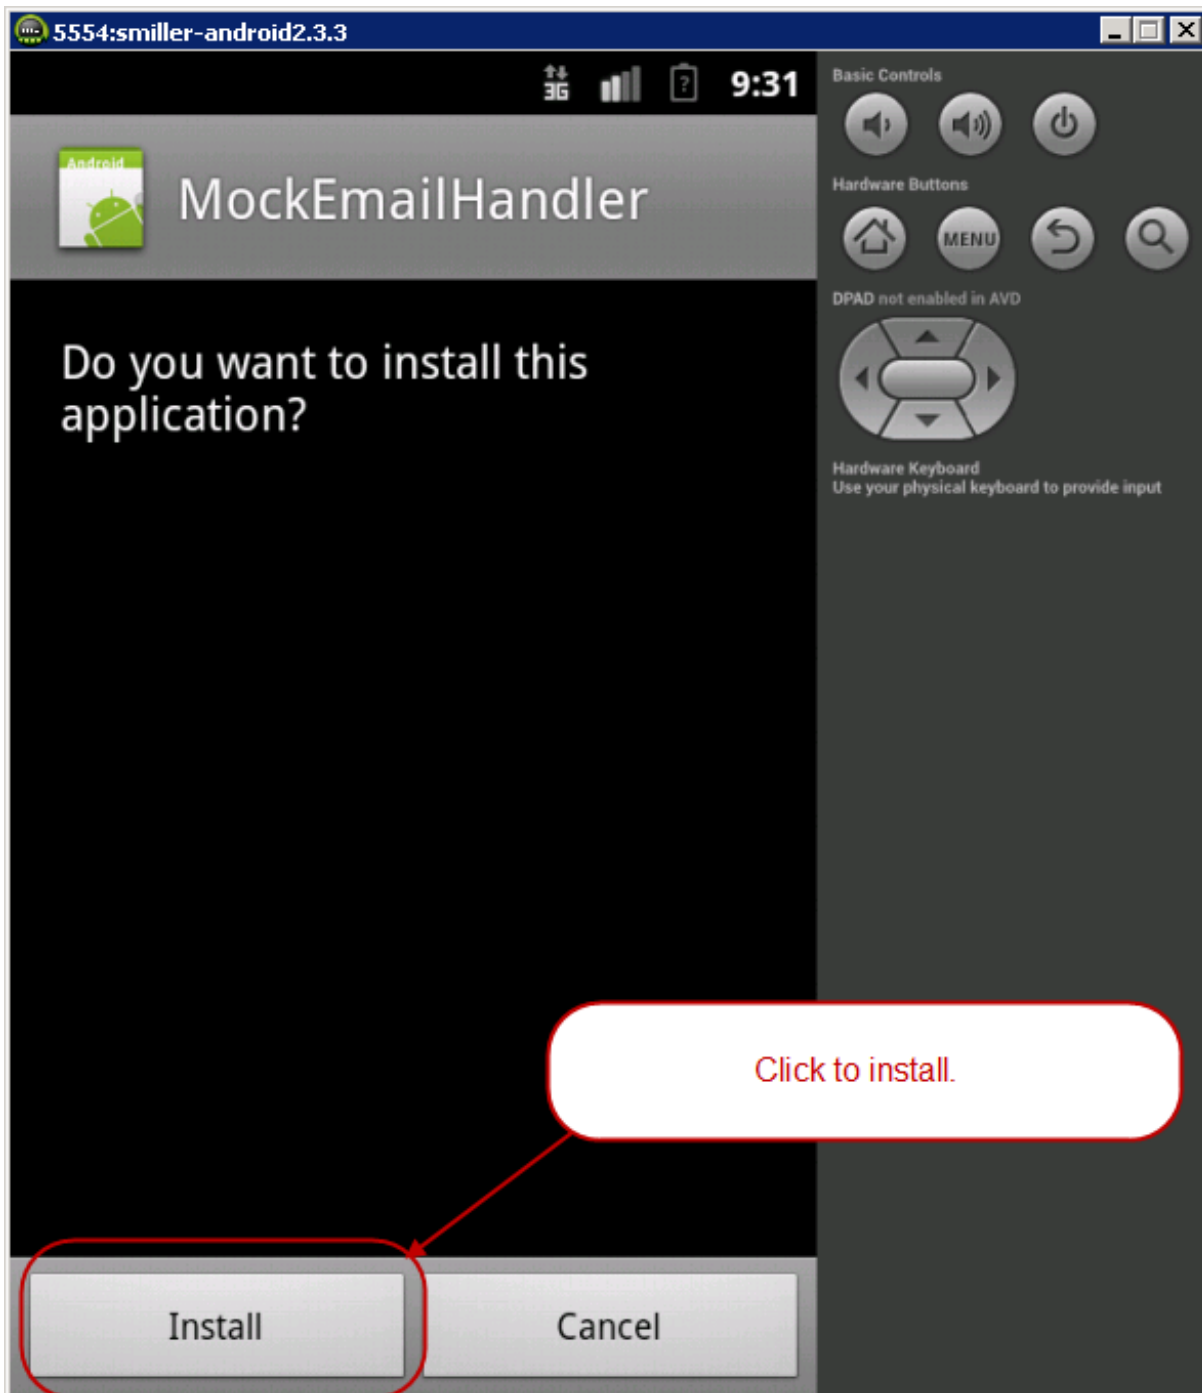 5554:smiller-android2.3.3
3G
?
9:31
Android
MockEmailHandler
Do you want to install this
application?
Install
Cancel
Basic Controls
Hardware Buttons
MENU
DPAD not enabled in AVD
Hardware Keyboard
Use your physical keyboard to provide input
Click to install.